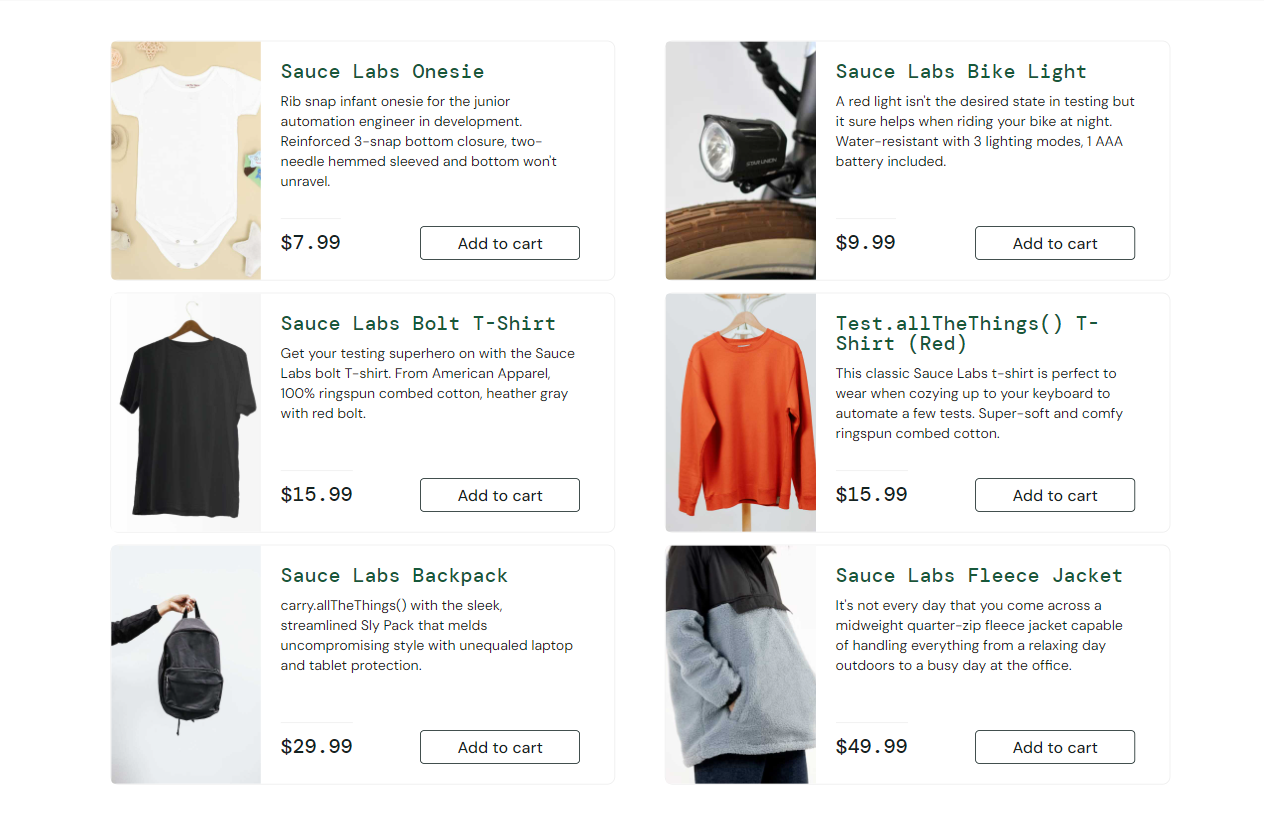 Sauce Labs Onesie
Rib snap infant onesie for the junior
automation engineer in development.
Reinforced 3-snap bottom closure, two-
needle hemmed sleeved and bottom won't
unravel.
$7.99
Add to cart
Sauce Labs Bike Light
A red light isn't the desired state in testing but
it sure helps when riding your bike at night.
Water-resistant with 3 lighting modes, 1 AAA
battery included.
$9.99
Add to cart
STAR UNION
Sauce Labs Bolt T-Shirt
Get your testing superhero on with the Sauce
Labs bolt T-shirt. From American Apparel,
100% ringspun combed cotton, heather gray
with red bolt.
$15.99
Add to cart
Test.allTheThings() T-
Shirt (Red)
This classic Sauce Labs t-shirt is perfect to
wear when cozying up to your keyboard to
automate a few tests. Super-soft and comfy
ringspun combed cotton.
$15.99
Add to cart
Sauce Labs Backpack
carry.allTheThings() with the sleek,
streamlined Sly Pack that melds
uncompromising style with unequaled laptop
and tablet protection.
$29.99
Add to cart
Sauce Labs Fleece Jacket
It's not every day that you come across a
midweight quarter-zip fleece jacket capable
of handling everything from a relaxing day
outdoors to a busy day at the office.
$49.99
Add to cart